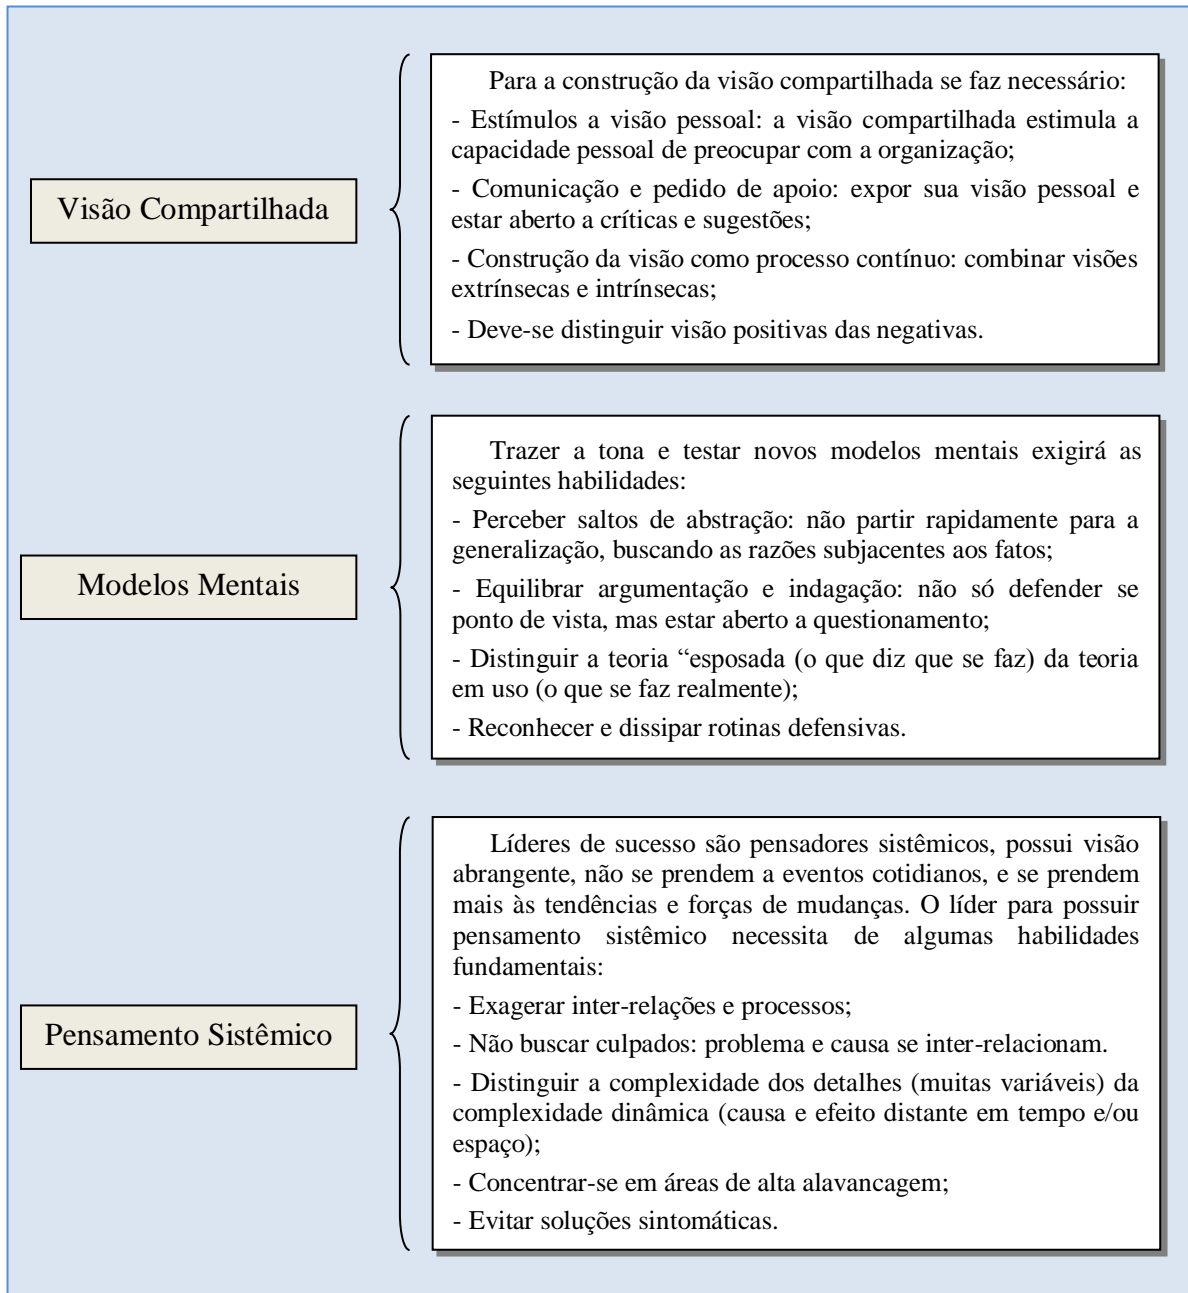 Visão Compartilhada
Para a construção da visão compartilhada se faz necessário:
- Estímulos a visão pessoal: a visão compartilhada estimula a
capacidade pessoal de preocupar com a organização;
- Comunicação e pedido de apoio: expor sua visão pessoal e
estar aberto a críticas e sugestões;
- Construção da visão como processo contínuo: combinar visões
extrínsecas e intrínsecas;
- Deve-se distinguir visão positivas das negativas.
Modelos Mentais
Trazer a tona e testar novos modelos mentais exigirá as
seguintes habilidades:
- Perceber saltos de abstração: não partir rapidamente para a
generalização, buscando as razões subjacentes aos fatos;
- Equilibrar argumentação e indagação: não só defender se
ponto de vista, mas estar aberto a questionamento;
- Distinguir a teoria “esposada (o que diz que se faz) da teoria
em uso (o que se faz realmente);
- Reconhecer e dissipar rotinas defensivas.
Pensamento Sistêmico
Líderes de sucesso são pensadores sistêmicos, possui visão
abrangente, não se prendem a eventos cotidianos, e se prendem
mais às tendências e forças de mudanças. O líder para possuir
pensamento sistêmico necessita de algumas habilidades
fundamentais:
- Exagerar inter-relações e processos;
- Não buscar culpados: problema e causa se inter-relacionam.
- Distinguir a complexidade dos detalhes (muitas variáveis) da
complexidade dinâmica (causa e efeito distante em tempo e/ou
espaço);
- Concentrar-se em áreas de alta alavancagem;
- Evitar soluções sintomáticas.